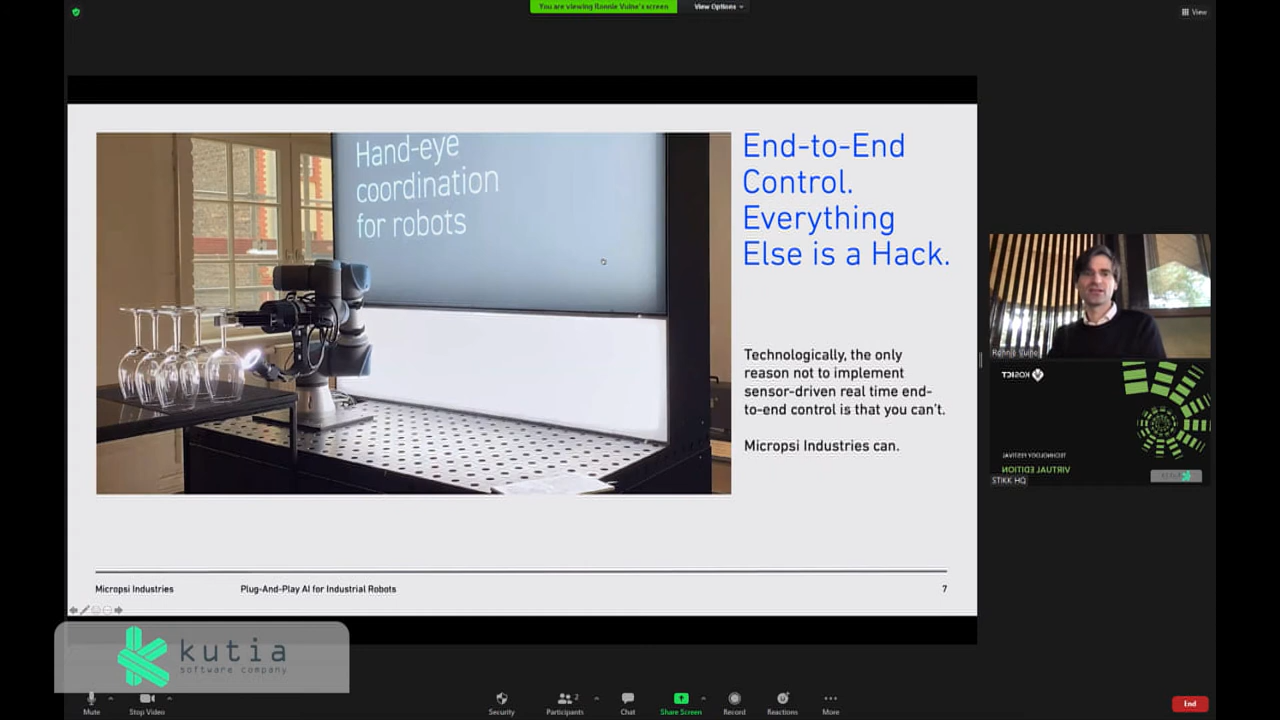 You are viewing Ronnie Vuine's screen
View Options
View
Hand-eye
coordination
for robots
End-to-End
Control.
Everything
Else is a Hack.
Technologically, the only
reason not to implement
sensor-driven real time end-
to-end control is that you can't.
Micropsi Industries can.
Micropsi Industries
Plug-And-Play AI for Industrial Robots
7
Ronnie Vuine
KOSICT
TECHNOLOGY FESTIVAL
VIRTUAL EDITION
STIKK HQ
kutia
software company
Mute
Stop Video
Security
Participants
2
Chat
Share Screen
Record
Reactions
More
End